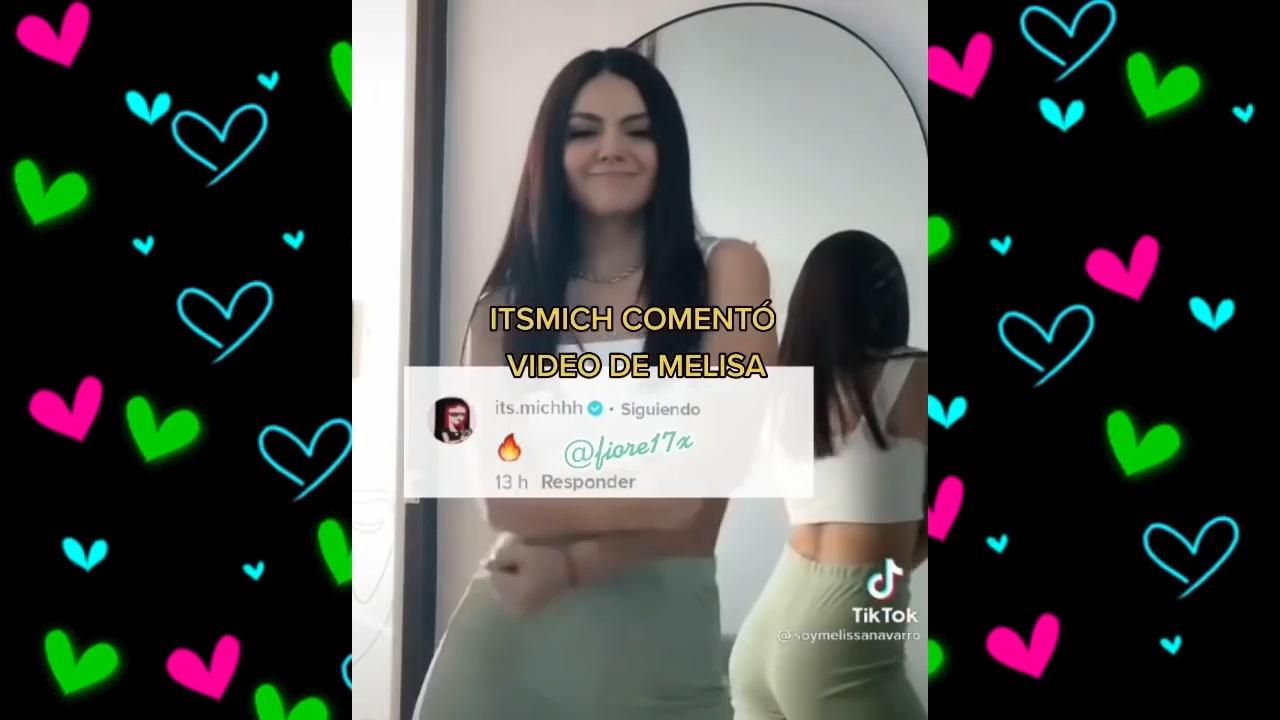 ITSMICH COMENTÓ
VIDEO DE MELISA
its.michhh · Siguiendo
@fiore17x
13 h Responder
TikTok
@soymelissanavarro